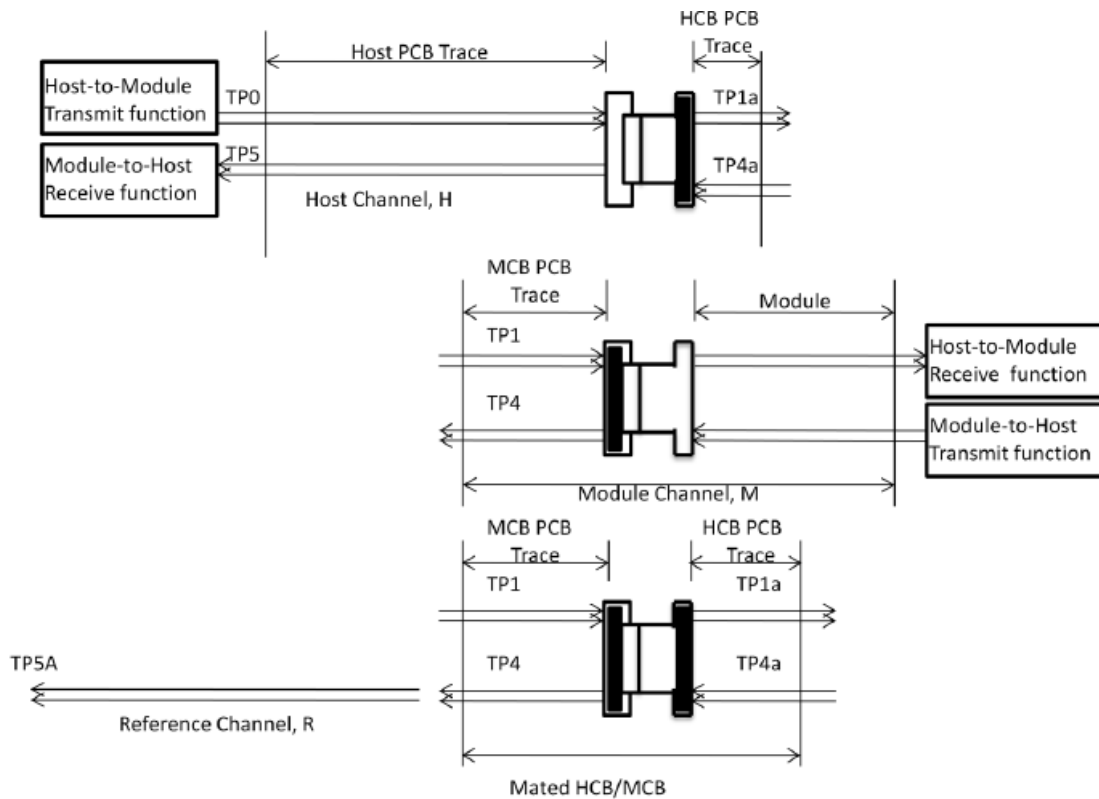 HCB PCB
Trace
Host PCB Trace
Host-to-Module
Transmit function
TP0
TP1a
Module-to-Host
Receive function
TP5
TP4a
Host Channel, H
MCB PCB
Trace
Module
TP1
Host-to-Module
Receive function
TP4
Module-to-Host
Transmit function
Module Channel, M
MCB PCB
Trace
HCB PCB
Trace
TP1
TP1a
TP5A
TP4
TP4a
Reference Channel, R
Mated HCB/MCB